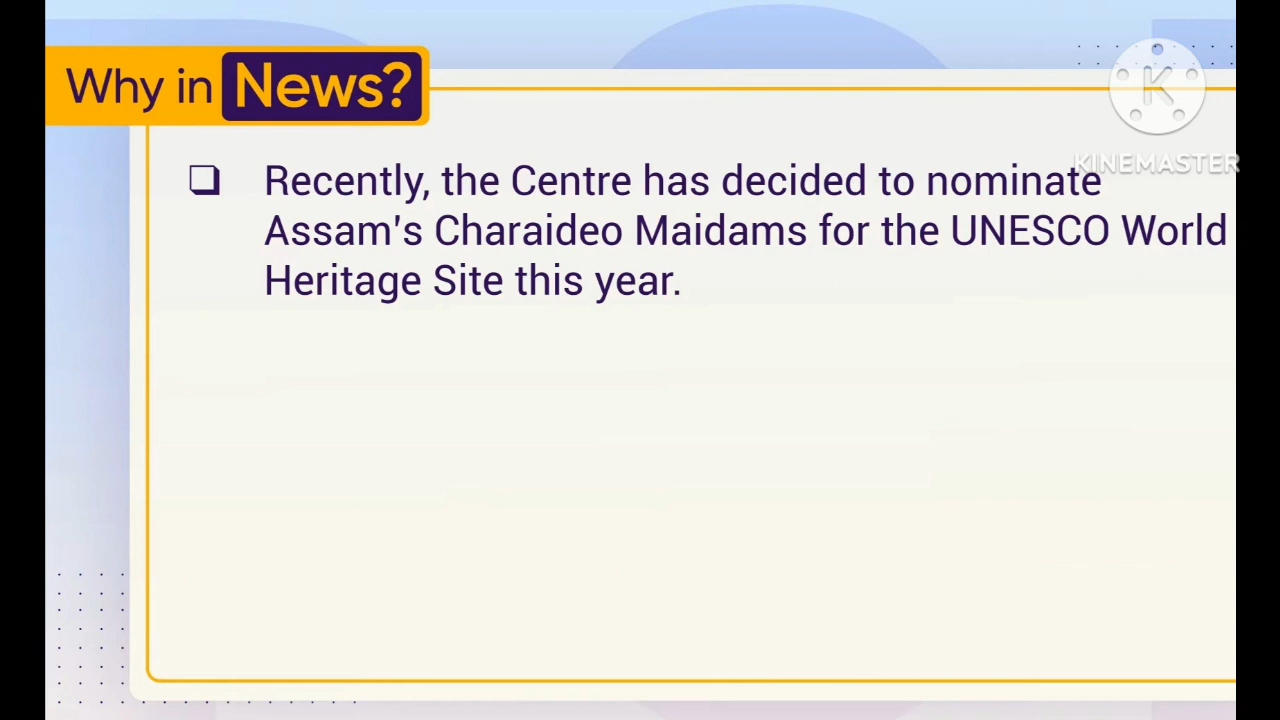 Why in News?
K
KINEMASTER
❑ Recently, the Centre has decided to nominate
Assam's Charaideo Maidams for the UNESCO World
Heritage Site this year.